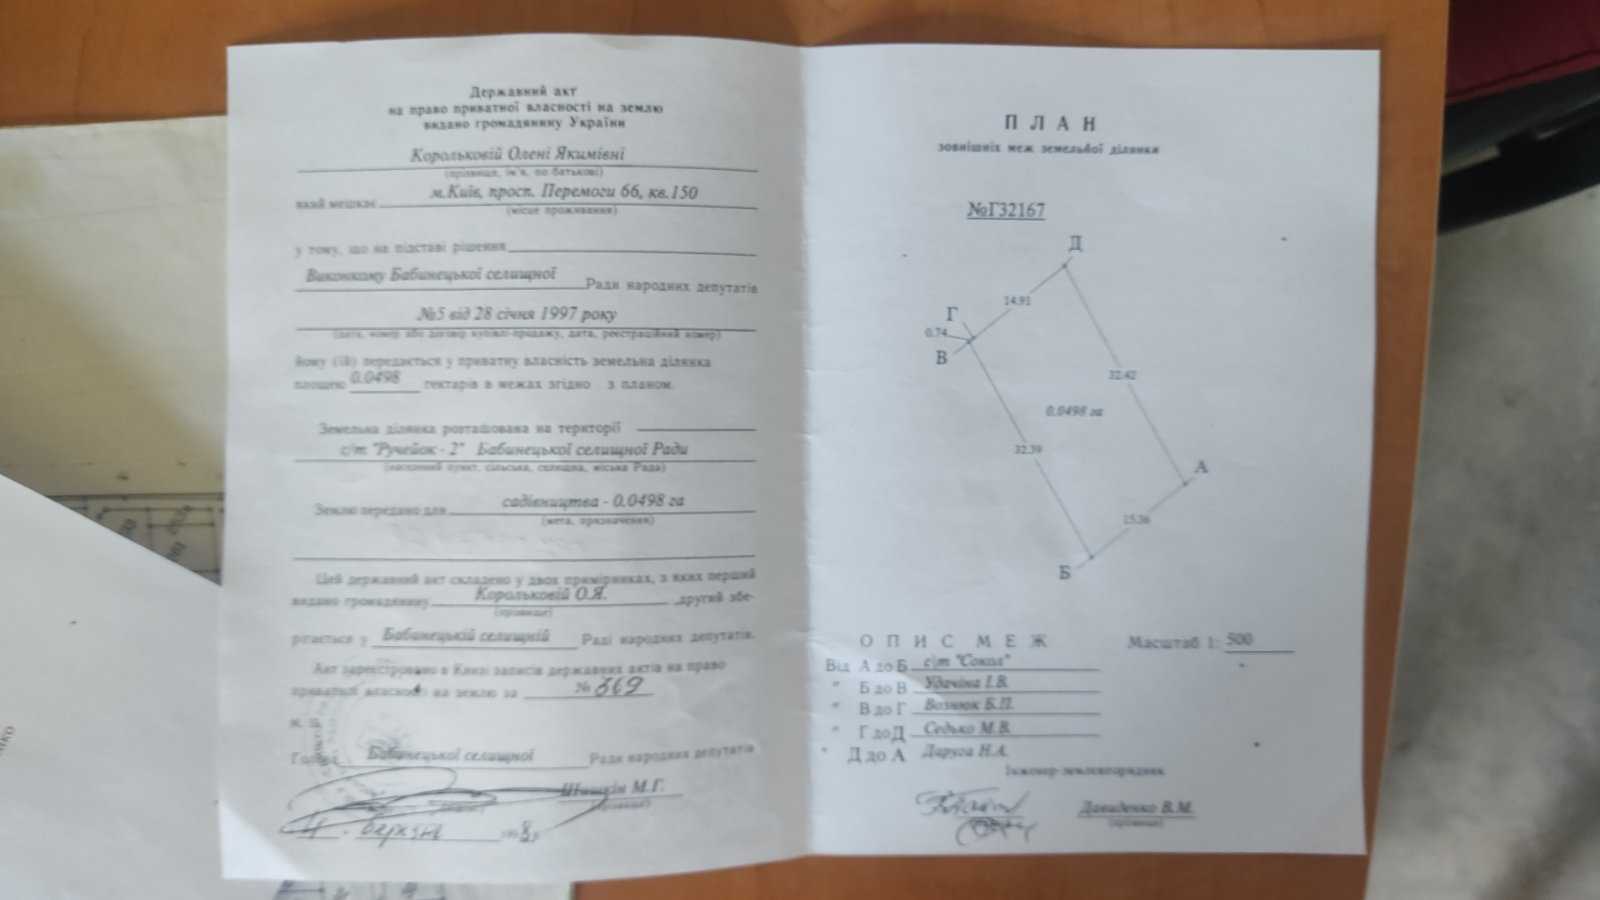 Державний акт
на право приватної власності на землю
видано громадянину України
Корольковій Олені Якимівні
(прізвище, ім'я, по батькові)
який мешкає м.Київ, просп. Перемоги 66, кв.150
(місце проживання)
у тому, що на підставі рішення
Виконкому Бабинецької селищної Ради народних депутатів
№5 від 28 січня 1997 року
(дата, номер або договір купівлі-продажу, дата, реєстраційний номер)
йому (їй) передається у приватну власність земельна ділянка
площею 0.0498 гектарів в межах згідно з планом.
Земельна ділянка розташована на території
с/т "Ручейок - 2" Бабинецької селищної Ради
(населений пункт, сільська, селищна, міська Рада)
Землю передано для садівництва - 0.0498 га
(мета, призначення)
Цей державний акт складено у двох примірниках, з яких перший
видано громадянину Корольковій О.Я. ,другий збе-
(прізвище)
рігається у Бабинецькій селищній Раді народних депутатів.
Акт зареєстровано в Книзі записів державних актів на право
приватної власності на землю за № 369
М. П.
Голова Бабинецької селищної Ради народних депутатів
Шишкін М.Г.
(прізвище)
П Л А Н
зовнішніх меж земельної ділянки
№Г32167
Д
14.91
Г
0.74
В
32.42
0.0498 га
32.39
А
15.36
Б
О П И С М Е Ж Масштаб 1: 500
Від А до Б с/т "Сокол"
" Б до В Удачіна І.В.
" В до Г Вознюк Б.П.
" Г до Д Седько М.В.
" Д до А Даруга Н.А.
Інженер-землевпорядник
Давиденко В.М.
(прізвище)